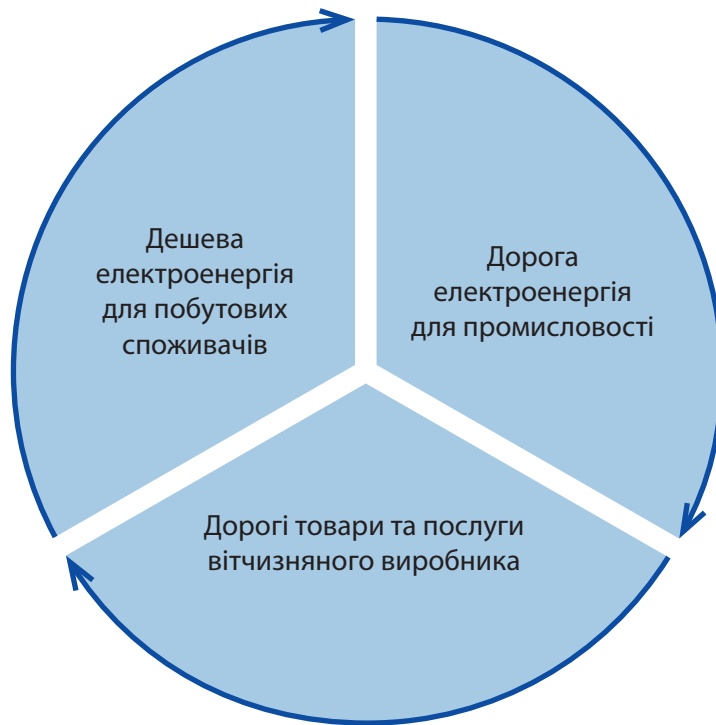 Дешева
електроенергія
для побутових
споживачів
Дорога
електроенергія
для промисловості
Дорогі товари та послуги
вітчизняного виробника